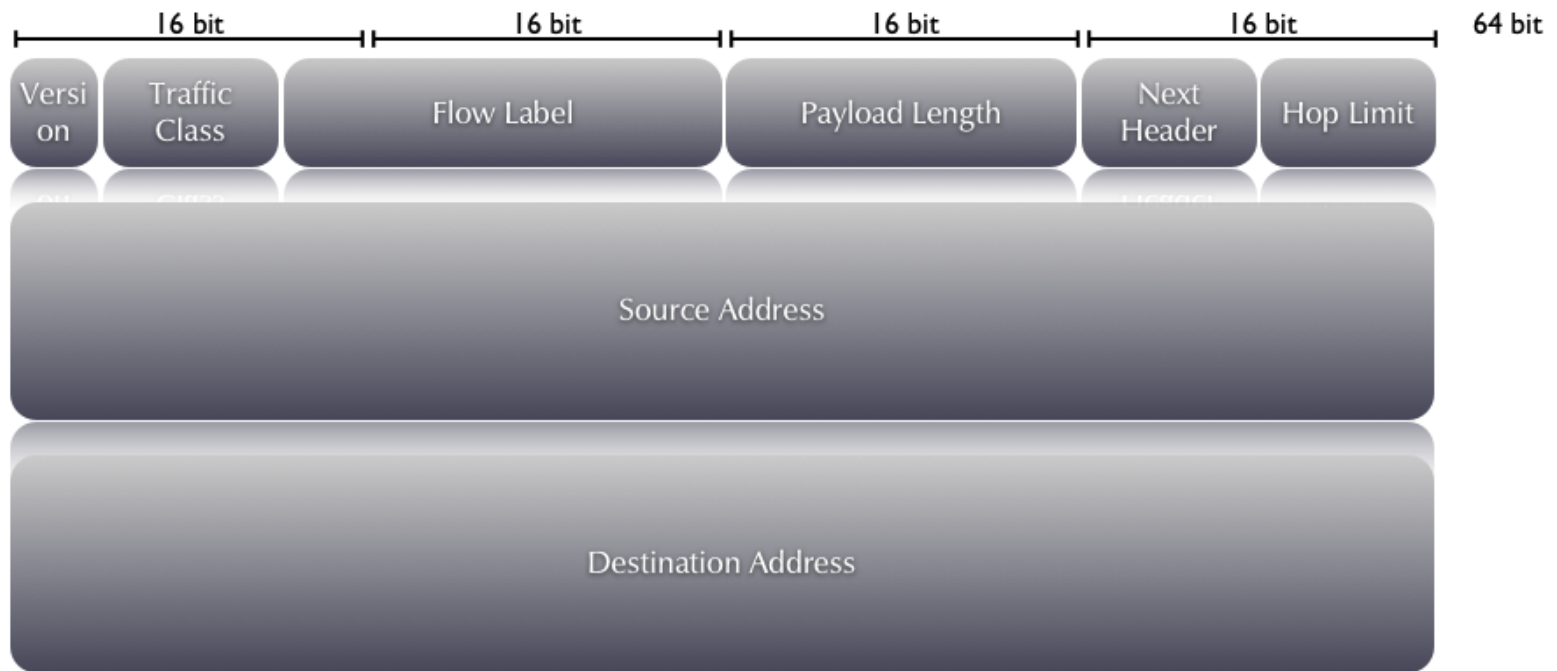 16 bit 16 bit 16 bit 16 bit 64 bit
Versi
on
Traffic
Class
Flow Label
Payload Length
Next
Header
Hop Limit
Source Address
Destination Address